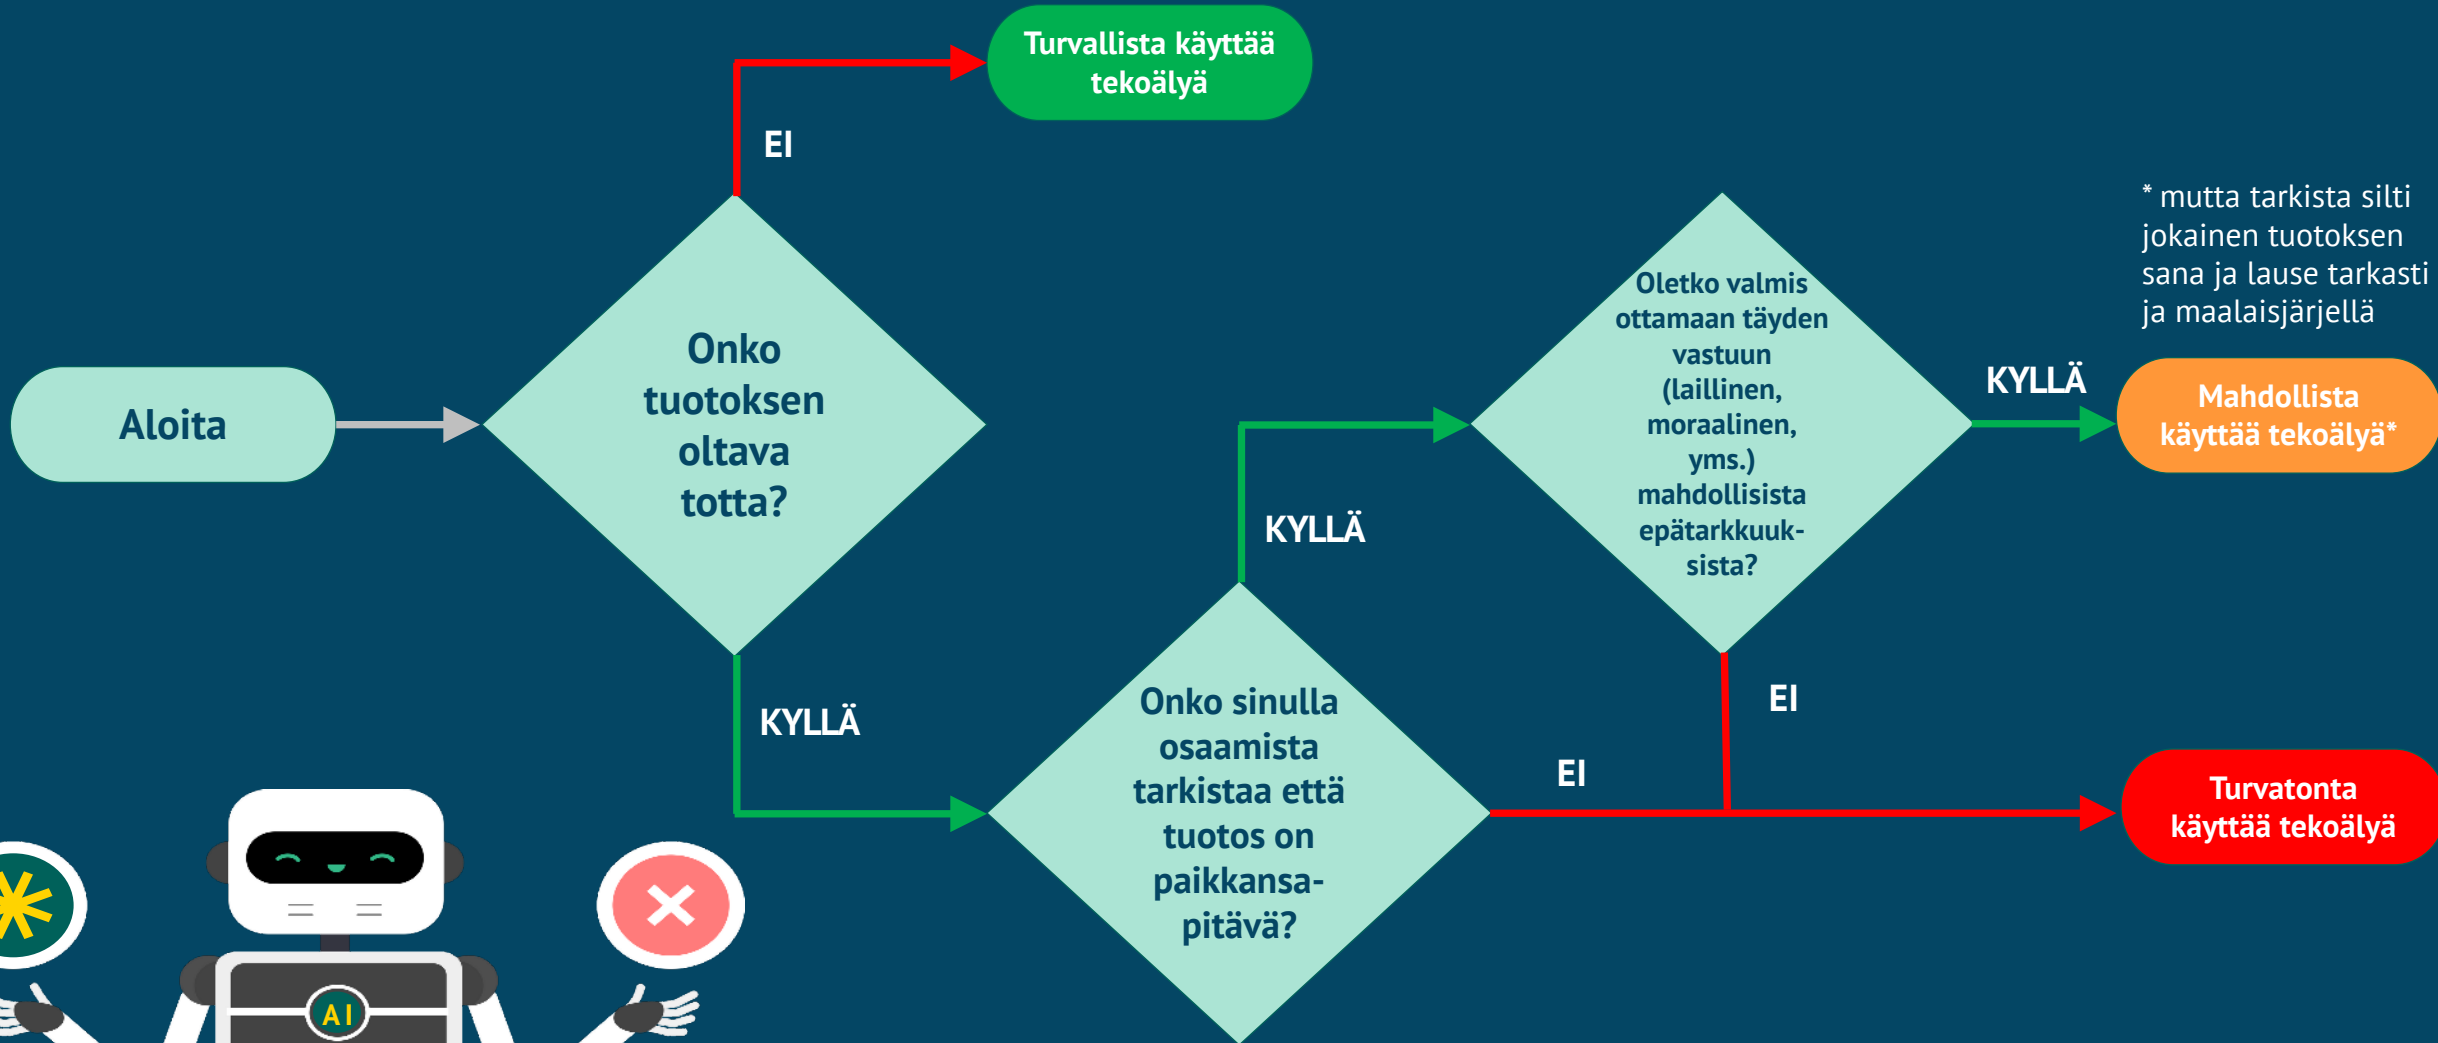 Turvallista käyttää
tekoälyä
EI
Aloita
Onko
tuotoksen
oltava
totta?
KYLLÄ
Onko sinulla
osaamista
tarkistaa että
tuotos on
paikkansa-
pitävä?
KYLLÄ
EI
Oletko valmis
ottamaan täyden
vastuun
(laillinen,
moraalinen,
yms.)
mahdollisista
epätarkkuuk-
sista?
EI
KYLLÄ
* mutta tarkista silti
jokainen tuotoksen
sana ja lause tarkasti
ja maalaisjärjellä
Mahdollista
käyttää tekoälyä*
Turvatonta
käyttää tekoälyä
AI